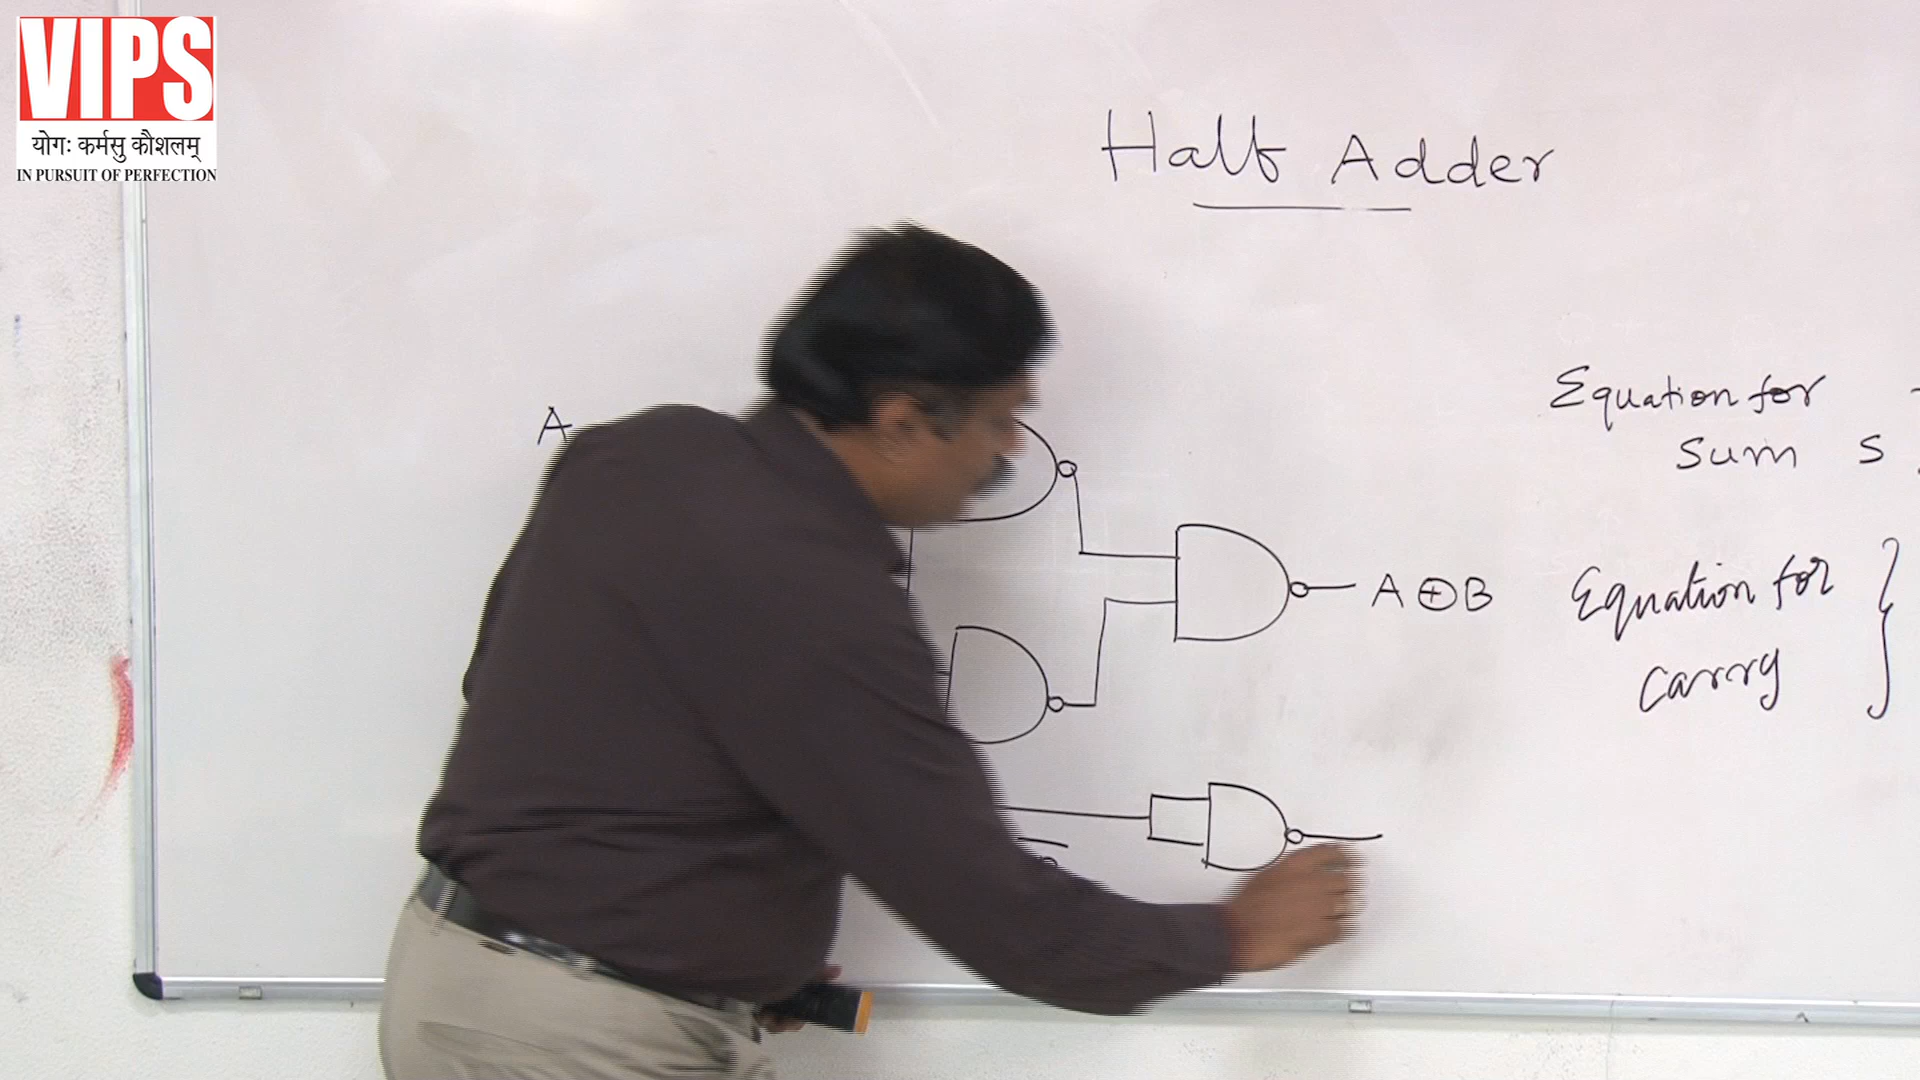 VIPS
योगः कर्मसु कौशलम्
IN PURSUIT OF PERFECTION
Half Adder
A
A ⊕ B
Equation for
Sum S
Equation for
carry }